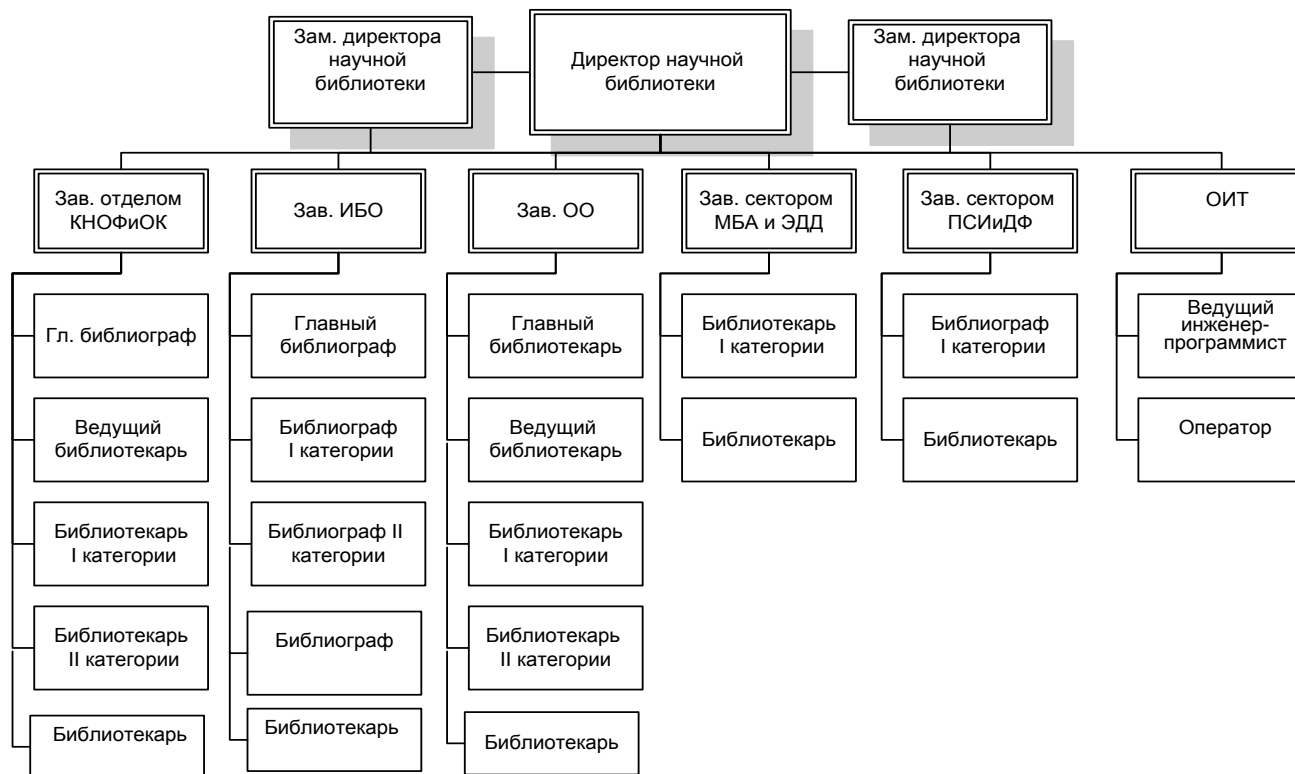 Зам. директора
научной
библиотеки
Директор научной
библиотеки
Зам. директора
научной
библиотеки
Зав. отделом
КНОФиОК
Зав. ИБО
Зав. ОО
Зав. сектором
МБА и ЭДД
Зав. сектором
ПСИиДФ
ОИТ
Гл. библиограф
Ведущий
библиотекарь
Библиотекарь
I категории
Библиотекарь
II категории
Библиотекарь
Главный
библиограф
Библиограф
I категории
Библиограф II
категории
Библиограф
Библиотекарь
Главный
библиотекарь
Ведущий
библиотекарь
Библиотекарь
I категории
Библиотекарь
II категории
Библиотекарь
Библиотекарь
I категории
Библиотекарь
Библиограф
I категории
Библиотекарь
Ведущий
инженер-
программист
Оператор